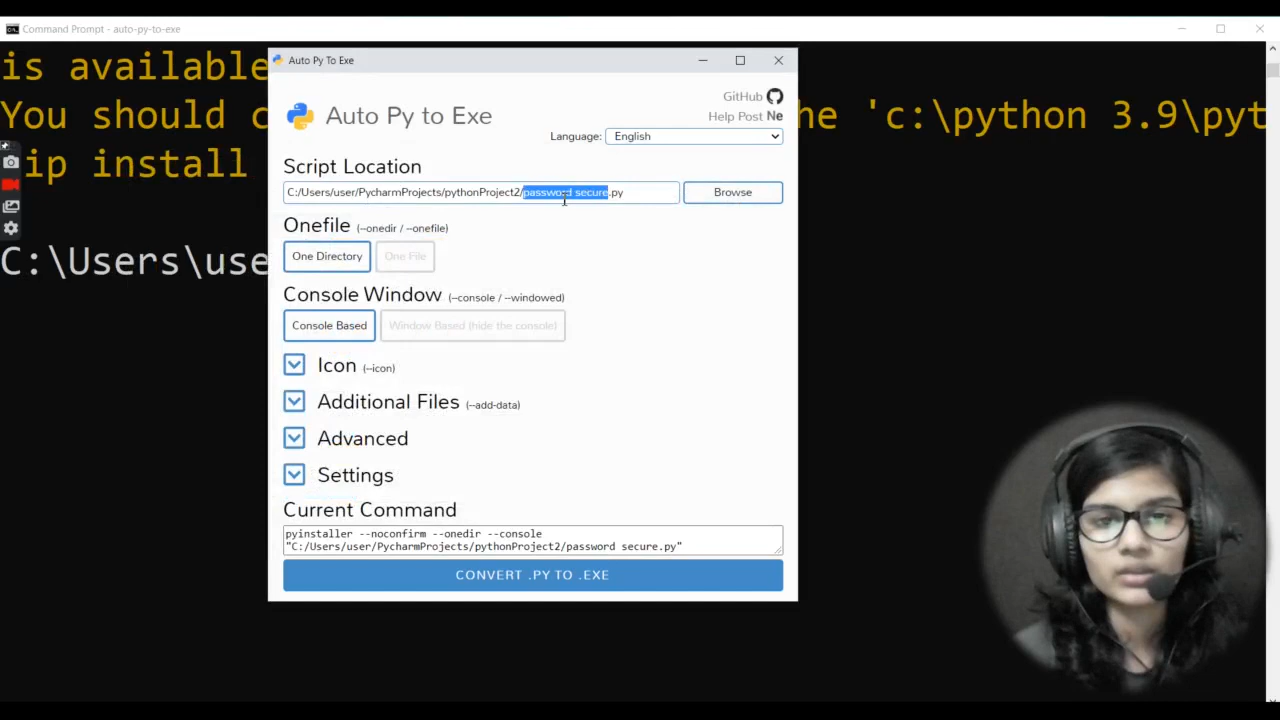 Command Prompt - auto-py-to-exe
is available
You should c he 'c:\python 3.9\pyt
ip install
C:\Users\use
Auto Py To Exe
Auto Py to Exe
GitHub
Help Post Ne
Language: English
Script Location
C:/Users/user/PycharmProjects/pythonProject2/password secure.py Browse
Onefile (--onedir / --onefile)
One Directory One File
Console Window (--console / --windowed)
Console Based Window Based (hide the console)
Icon (--icon)
Additional Files (--add-data)
Advanced
Settings
Current Command
pyinstaller --noconfirm --onedir --console
"C:/Users/user/PycharmProjects/pythonProject2/password secure.py"
CONVERT .PY TO .EXE